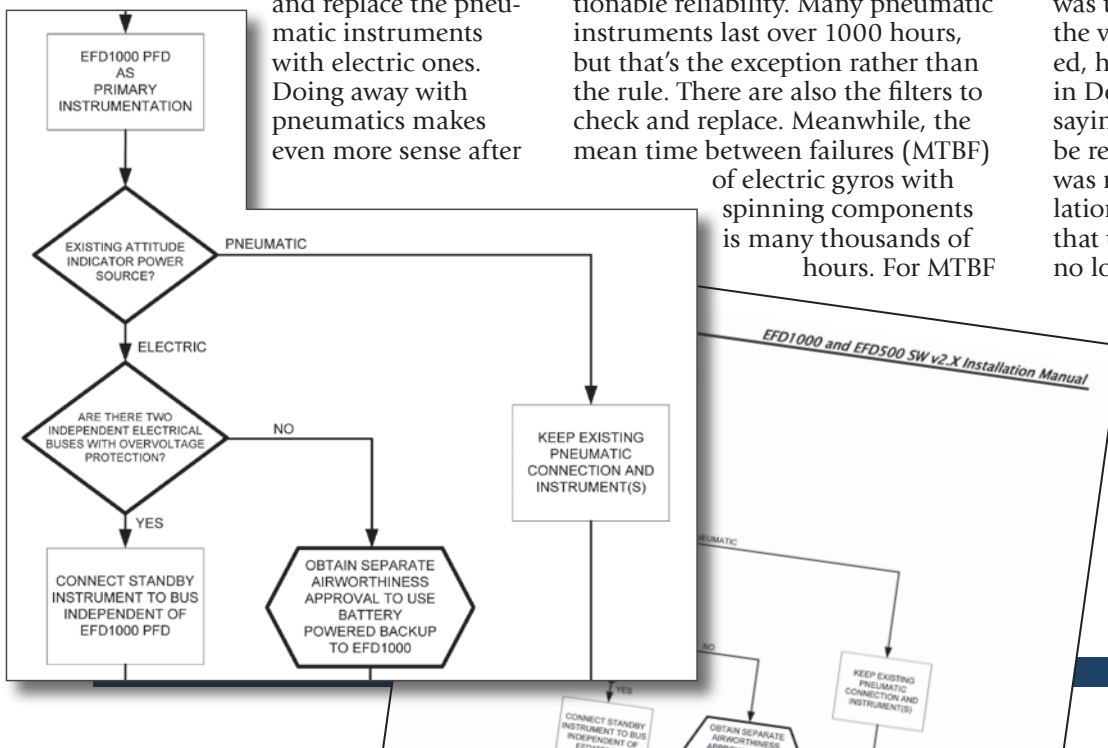 and replace the pneu-
matic instruments
with electric ones.
Doing away with
pneumatics makes
even more sense after
tionable reliability. Many pneumatic
instruments last over 1000 hours,
but that's the exception rather than
the rule. There are also the filters to
check and replace. Meanwhile, the
mean time between failures (MTBF)
of electric gyros with
spinning components
is many thousands of
hours. For MTBF
was
the
ed, h
in D
sayin
be re
was
lation
that
no lo
EFD1000 PFD
AS
PRIMARY
INSTRUMENTATION
EXISTING ATTITUDE
INDICATOR POWER
SOURCE?
PNEUMATIC
ELECTRIC
ARE THERE TWO
INDEPENDENT ELECTRICAL
BUSES WITH OVERVOLTAGE
PROTECTION?
NO
YES
KEEP EXISTING
PNEUMATIC
CONNECTION AND
INSTRUMENT(S)
CONNECT STANDBY
INSTRUMENT TO BUS
INDEPENDENT OF
EFD1000 PFD
OBTAIN SEPARATE
AIRWORTHINESS
APPROVAL TO USE
BATTERY
POWERED BACKUP
TO EFD1000
EFD1000 and EFD500 SW v2.X Installation Manual
EUMATIC
NO
YES
KEEP EXISTING
PNEUMATIC
CONNECTION AND
INSTRUMENT(S)
CONNECT STANDBY
INSTRUMENT TO BUS
INDEPENDENT OF
OBTAIN SEPARATE
AIRWORTHINESS